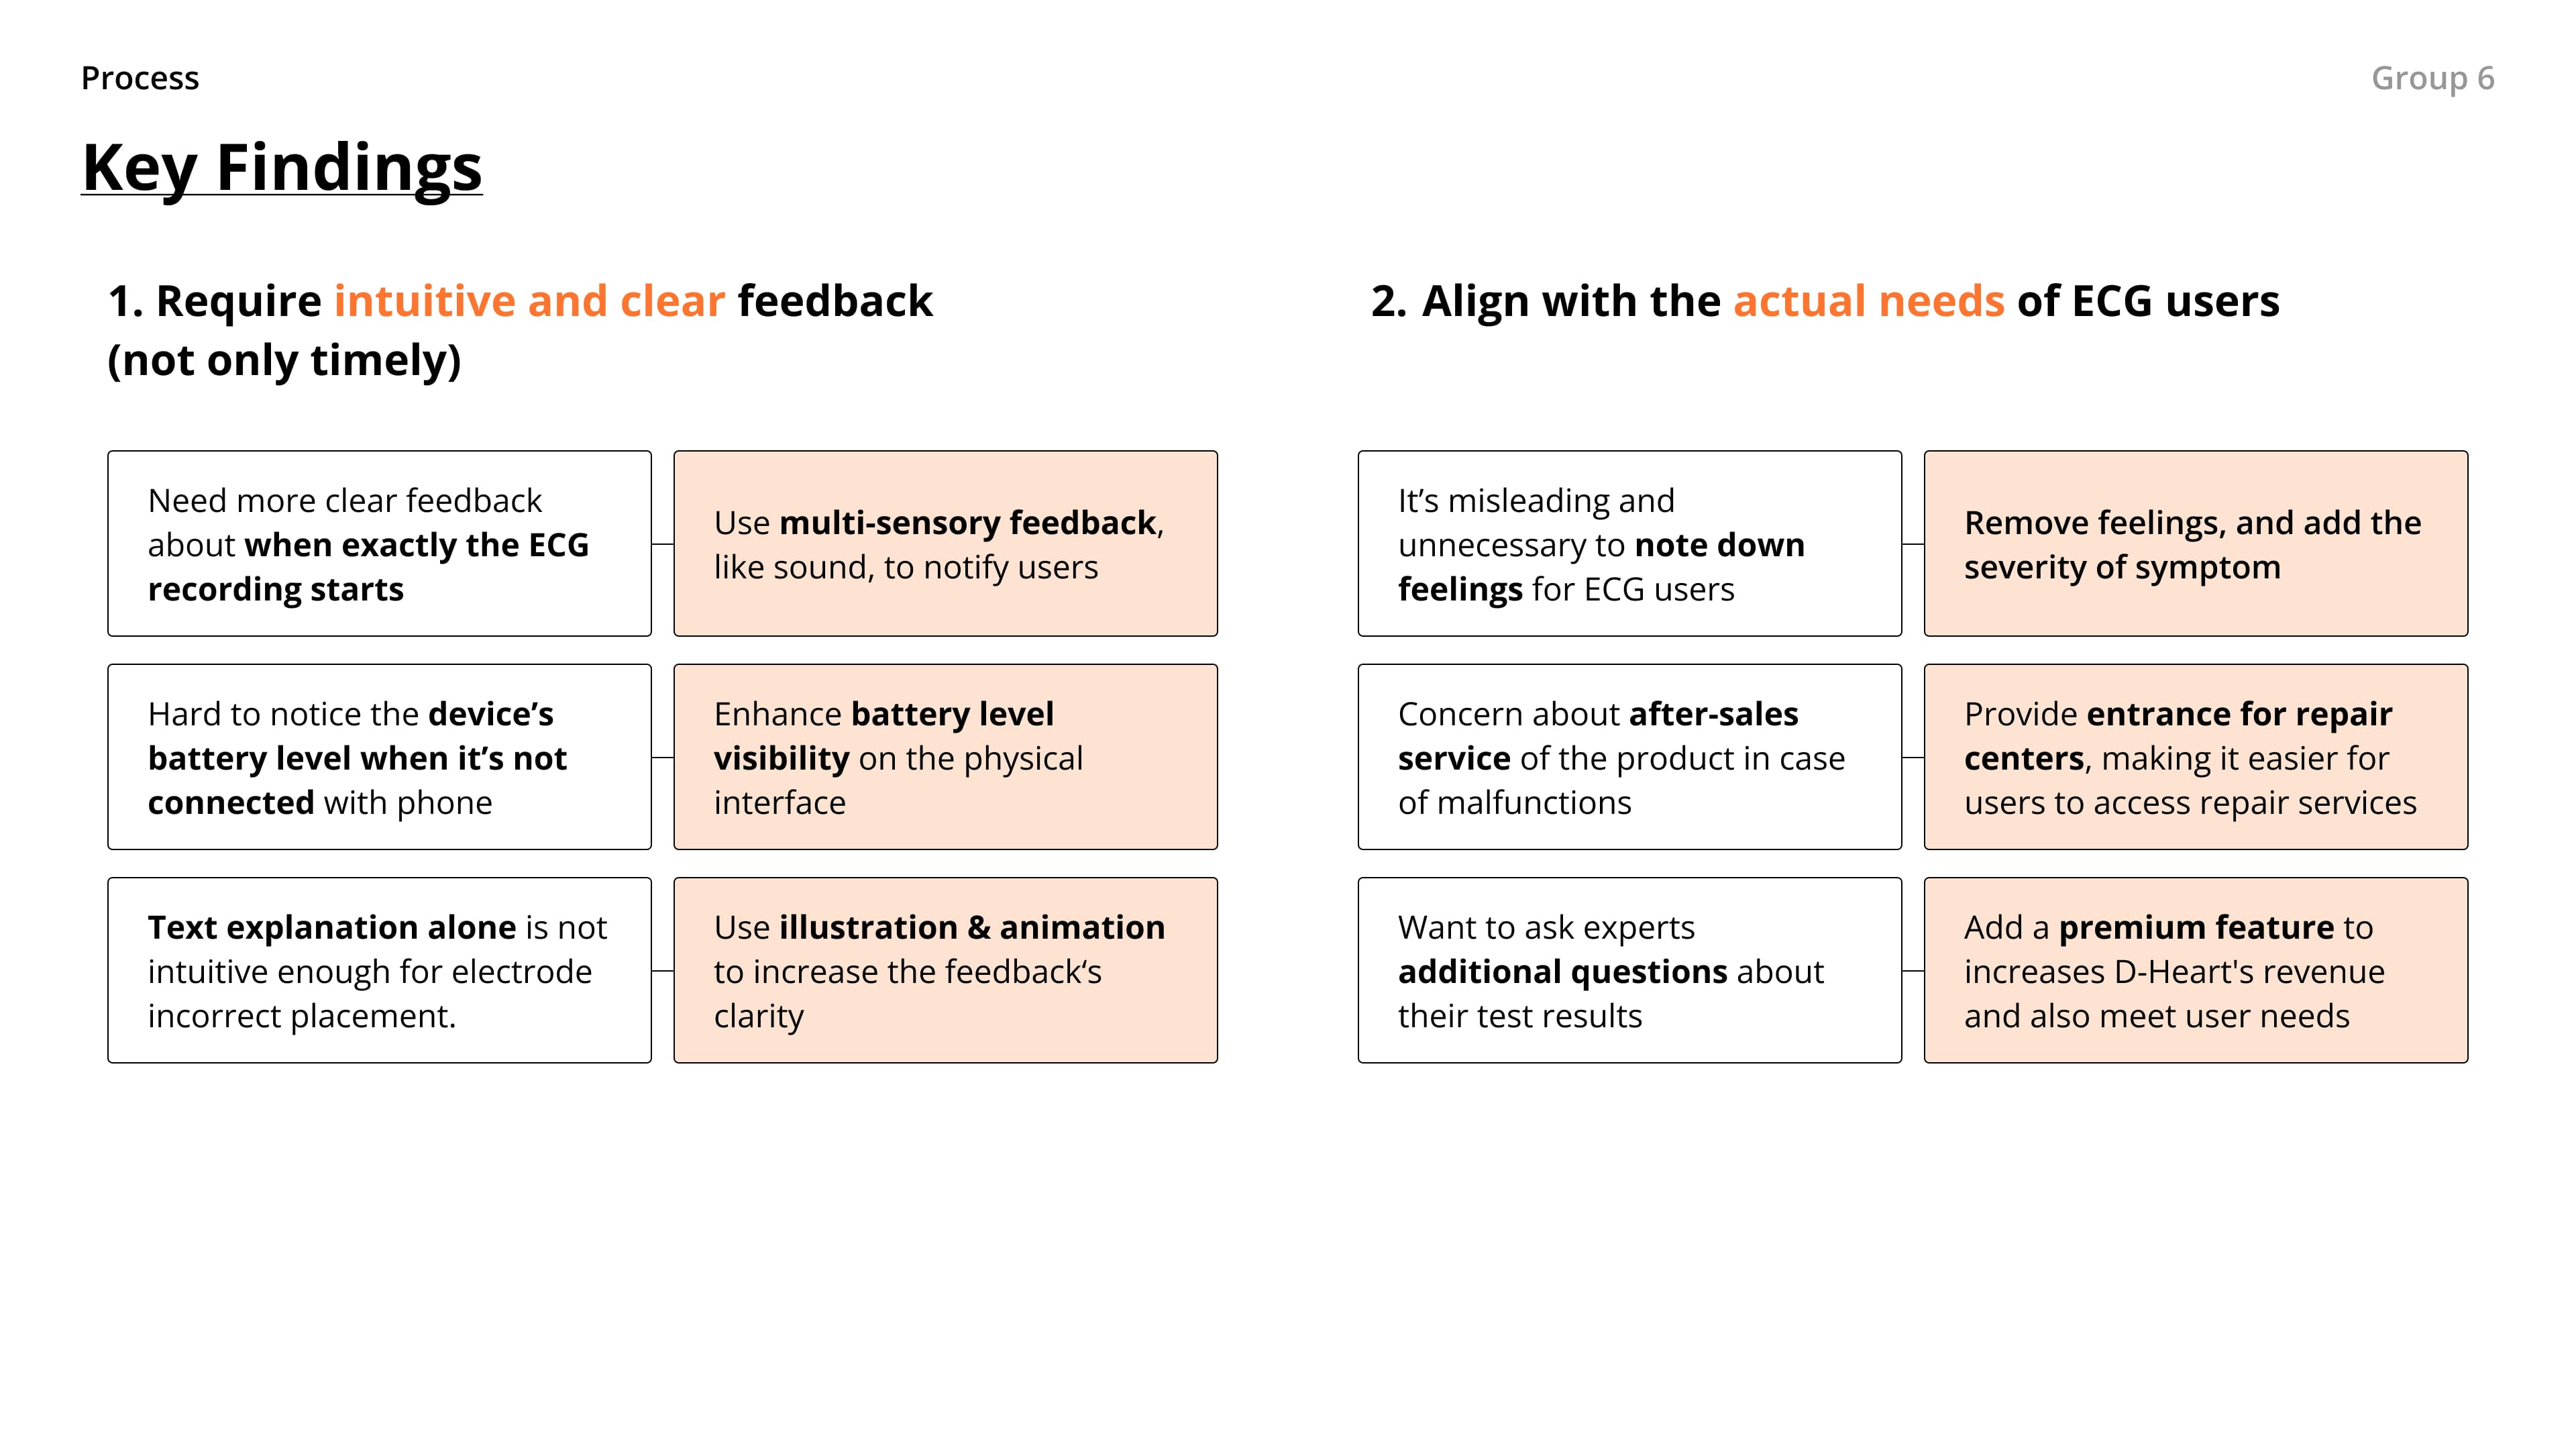 Process
Group 6
Key Findings
1. Require intuitive and clear feedback
(not only timely)
Need more clear feedback
about when exactly the ECG
recording starts
Use multi-sensory feedback,
like sound, to notify users
Hard to notice the device’s
battery level when it’s not
connected with phone
Enhance battery level
visibility on the physical
interface
Text explanation alone is not
intuitive enough for electrode
incorrect placement.
Use illustration & animation
to increase the feedback‘s
clarity
2. Align with the actual needs of ECG users
It’s misleading and
unnecessary to note down
feelings for ECG users
Remove feelings, and add the
severity of symptom
Concern about after-sales
service of the product in case
of malfunctions
Provide entrance for repair
centers, making it easier for
users to access repair services
Want to ask experts
additional questions about
their test results
Add a premium feature to
increases D-Heart's revenue
and also meet user needs